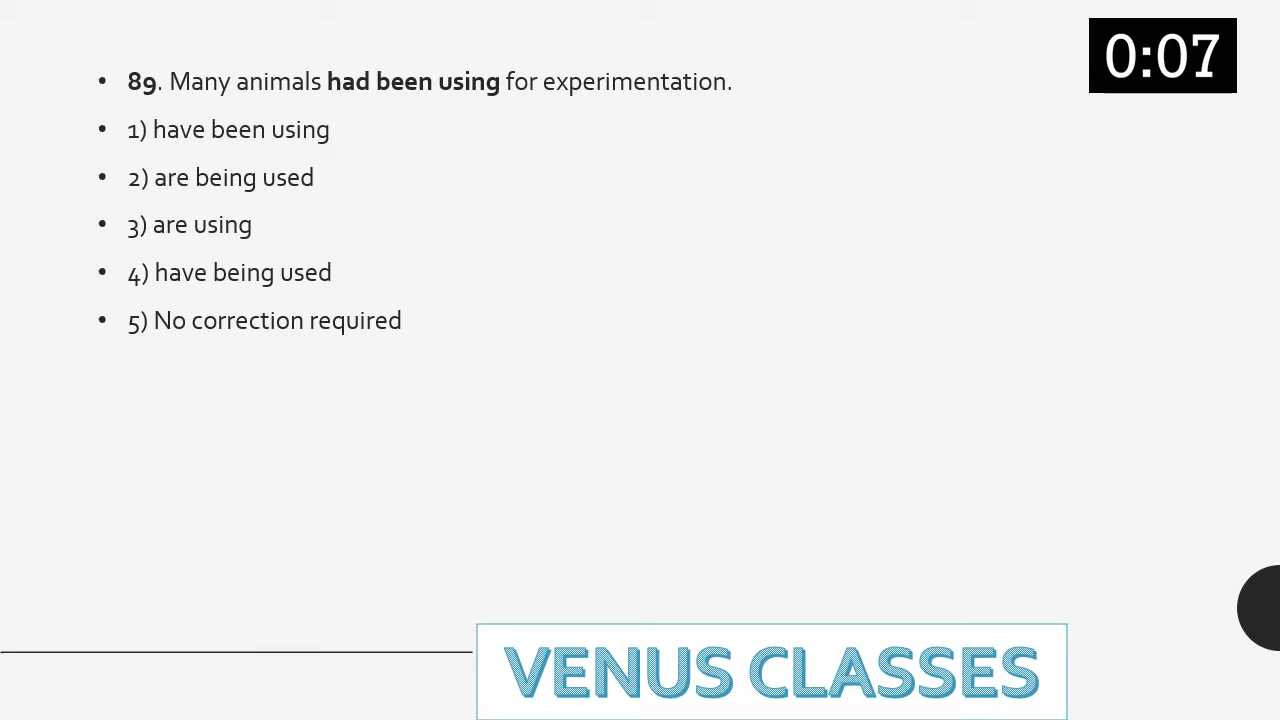 0:07
• 89. Many animals had been using for experimentation.
• 1) have been using
• 2) are being used
• 3) are using
• 4) have being used
• 5) No correction required
VENUS CLASSES